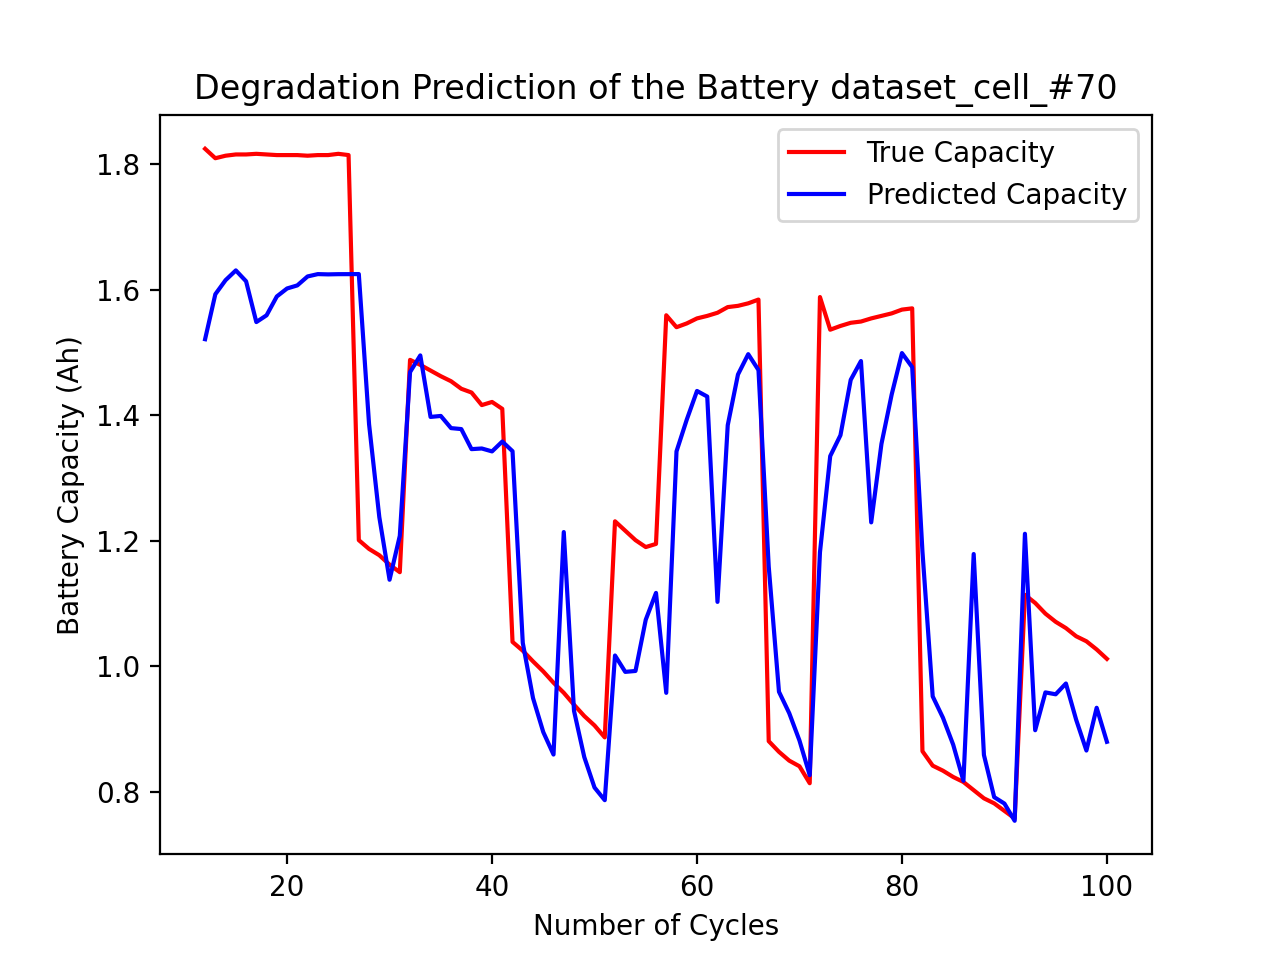 Degradation Prediction of the Battery dataset_cell_#70
True Capacity
Predicted Capacity
1.8
1.6
1.4
1.2
1.0
0.8
Battery Capacity (Ah)
20 40 60 80 100
Number of Cycles